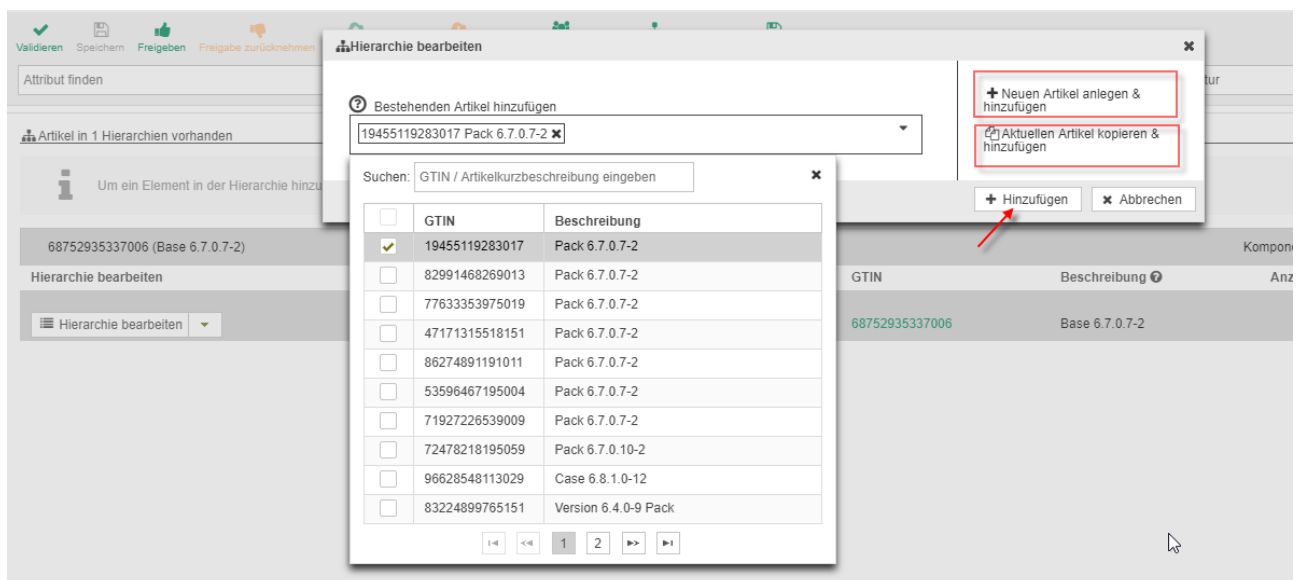 Validieren Speichern Freigeben Freigabe zurücknehmen
Hierarchie bearbeiten
Attribut finden
tur
Bestehenden Artikel hinzufügen
19455119283017 Pack 6.7.0.7-2
Neuen Artikel anlegen &
hinzufügen
Aktuellen Artikel kopieren &
hinzufügen
Artikel in 1 Hierarchien vorhanden
Um ein Element in der Hierarchie hinzu
Hinzufügen Abbrechen
Suchen: GTIN / Artikelkurzbeschreibung eingeben
GTIN Beschreibung
19455119283017 Pack 6.7.0.7-2
82991468269013 Pack 6.7.0.7-2
77633353975019 Pack 6.7.0.7-2
47171315518151 Pack 6.7.0.7-2
86274891191011 Pack 6.7.0.7-2
53596467195004 Pack 6.7.0.7-2
71927226539009 Pack 6.7.0.7-2
72478218195059 Pack 6.7.0.10-2
96628548113029 Case 6.8.1.0-12
83224899765151 Version 6.4.0-9 Pack
1 2
68752935337006 (Base 6.7.0.7-2)
Kompon
Hierarchie bearbeiten GTIN Beschreibung Anz
Hierarchie bearbeiten 68752935337006 Base 6.7.0.7-2